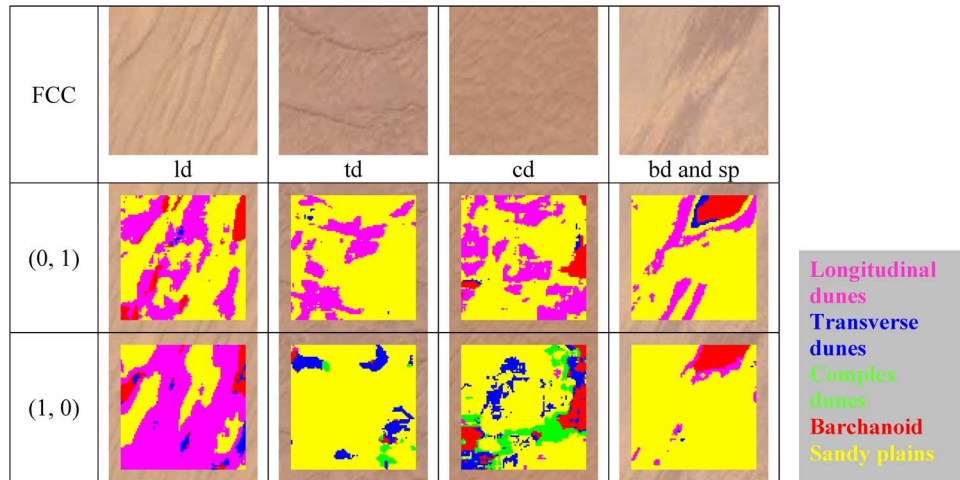 FCC
ld
td
cd
bd and sp
(0, 1)
(1, 0)
Longitudinal
dunes
Transverse
dunes
Complex
dunes
Barchanoid
Sandy plains